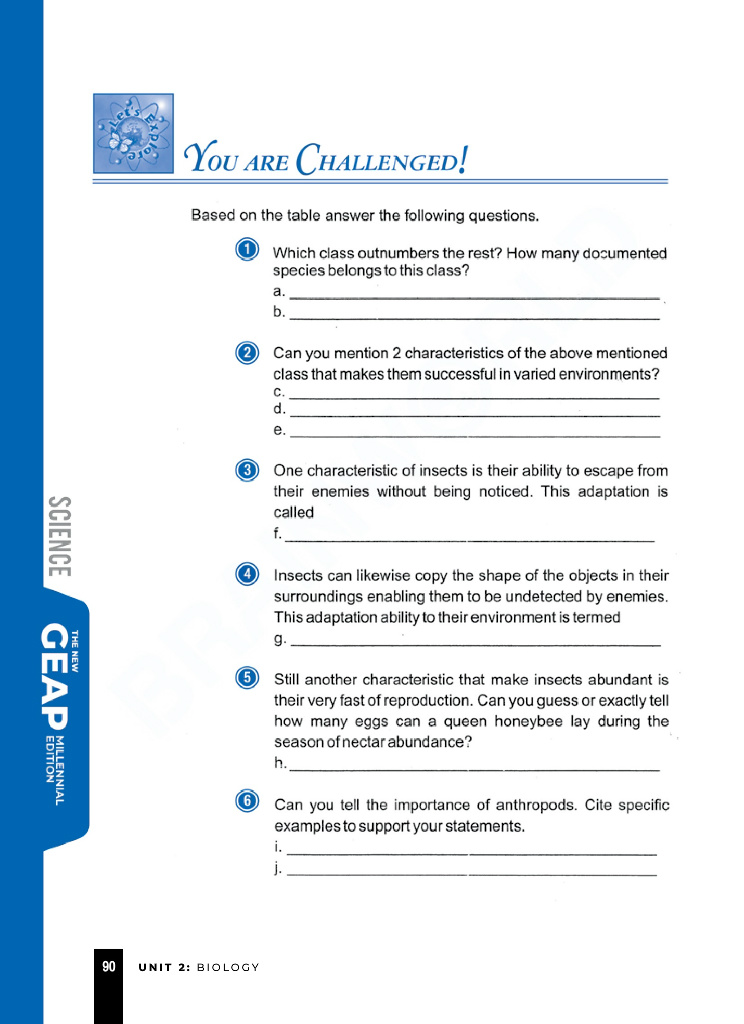 Let's Explore
YOU ARE CHALLENGED!
Based on the table answer the following questions.
1 Which class outnumbers the rest? How many documented
species belongs to this class?
a.
b.
2 Can you mention 2 characteristics of the above mentioned
class that makes them successful in varied environments?
c.
d.
e.
3 One characteristic of insects is their ability to escape from
their enemies without being noticed. This adaptation is
called
f.
4 Insects can likewise copy the shape of the objects in their
surroundings enabling them to be undetected by enemies.
This adaptation ability to their environment is termed
g.
5 Still another characteristic that make insects abundant is
their very fast of reproduction. Can you guess or exactly tell
how many eggs can a queen honeybee lay during the
season of nectar abundance?
h.
6 Can you tell the importance of anthropods. Cite specific
examples to support your statements.
i.
j.
SCIENCE
THE NEW
GEAP
MILLENNIAL
EDITION
90 UNIT 2: BIOLOGY